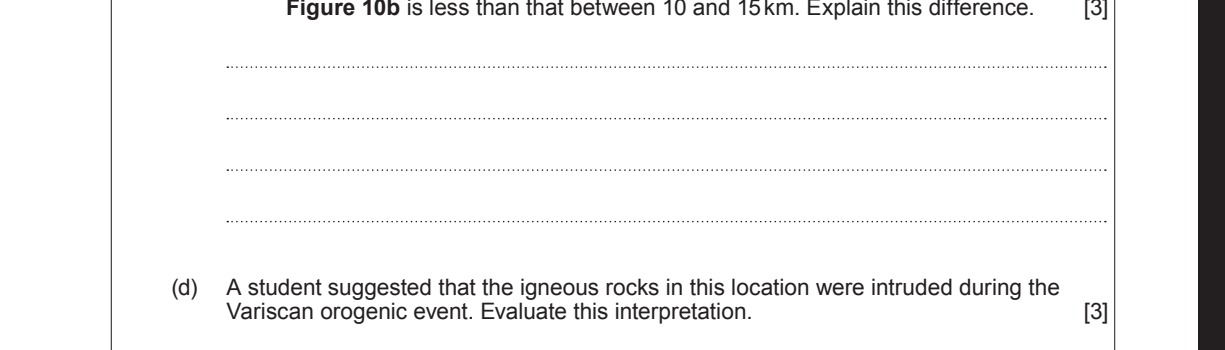 Figure 10b is less than that between 10 and 15 km. Explain this difference. [3]
(d) A student suggested that the igneous rocks in this location were intruded during the
Variscan orogenic event. Evaluate this interpretation. [3]